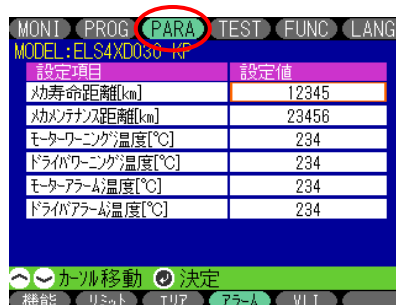 MONI PROG PARA TEST FUNC LANG
MODEL:ELS4XD030-KP
設定項目 設定値
メカ寿命距離[km] 12345
メカメンテナンス距離[km] 23456
モーターワーニング温度[℃] 234
ドライバワーニング温度[℃] 234
モーターアラーム温度[℃] 234
ドライバアラーム温度[℃] 234
カーソル移動 決定
機能 リミット エリア アラーム VLT